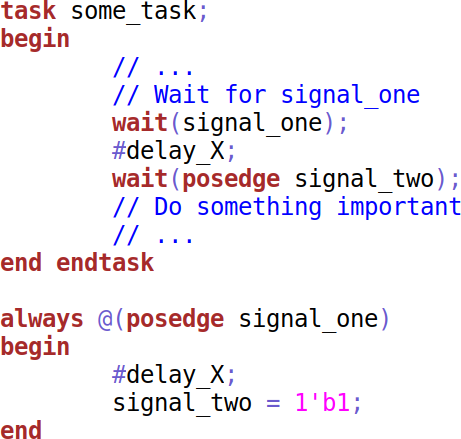 task some_task;
begin
// ...
// Wait for signal_one
wait(signal_one);
#delay_X;
wait(posedge signal_two);
// Do something important
// ...
end endtask
always @(posedge signal_one)
begin
#delay_X;
signal_two = 1'b1;
end